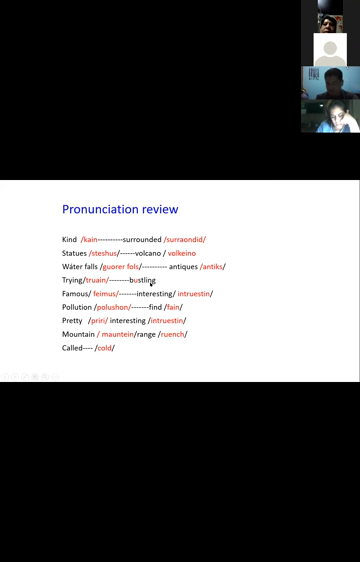 Pronunciation review
Kind /kain----------surrounded /surraondid/
Statues /steshus/------volcano / volkeino
Wáter falls /guorer fols/---------- antiques /antiks/
Trying/truain/--------bustling
Famous/ feimus/-------interesting/ intruestin/
Pollution /polushon/-------find /fain/
Pretty /priri/ interesting /intruestin/
Mountain / mauntein/range /ruench/
Called---- /cold/